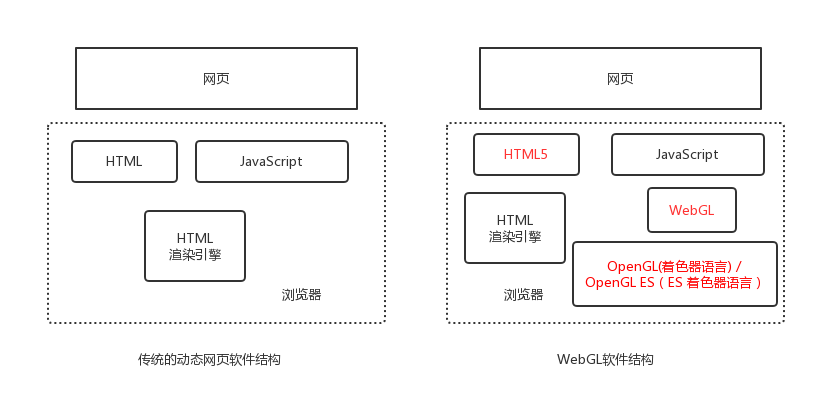 网页
HTML
JavaScript
HTML
渲染引擎
浏览器
传统的动态网页软件结构
网页
HTML5
JavaScript
WebGL
HTML
渲染引擎
OpenGL(着色器语言) /
OpenGL ES ( ES 着色器语言 )
浏览器
WebGL软件结构